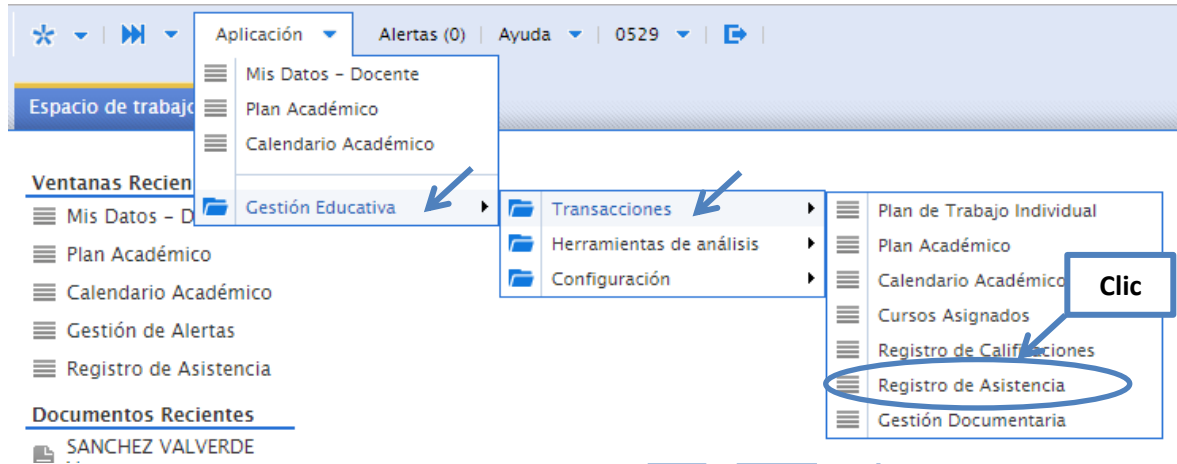 Aplicación
Alertas (0)
Ayuda
0529
Mis Datos – Docente
Plan Académico
Calendario Académico
Gestión Educativa
Transacciones
Herramientas de análisis
Configuración
Plan de Trabajo Individual
Plan Académico
Calendario Académico
Cursos Asignados
Registro de Calificaciones
Registro de Asistencia
Gestión Documentaria
Clic
Espacio de trabajo
Ventanas Recien
Mis Datos – D
Plan Académico
Calendario Académico
Gestión de Alertas
Registro de Asistencia
Documentos Recientes
SANCHEZ VALVERDE